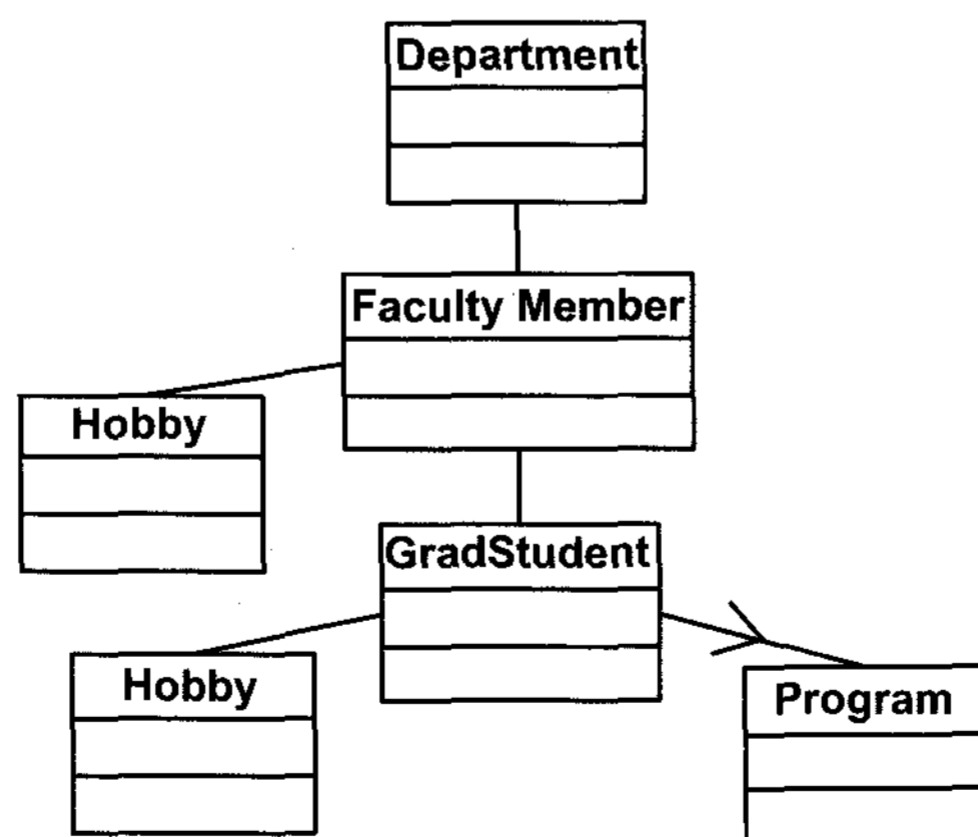 Department
Faculty Member
Hobby
GradStudent
Hobby
Program